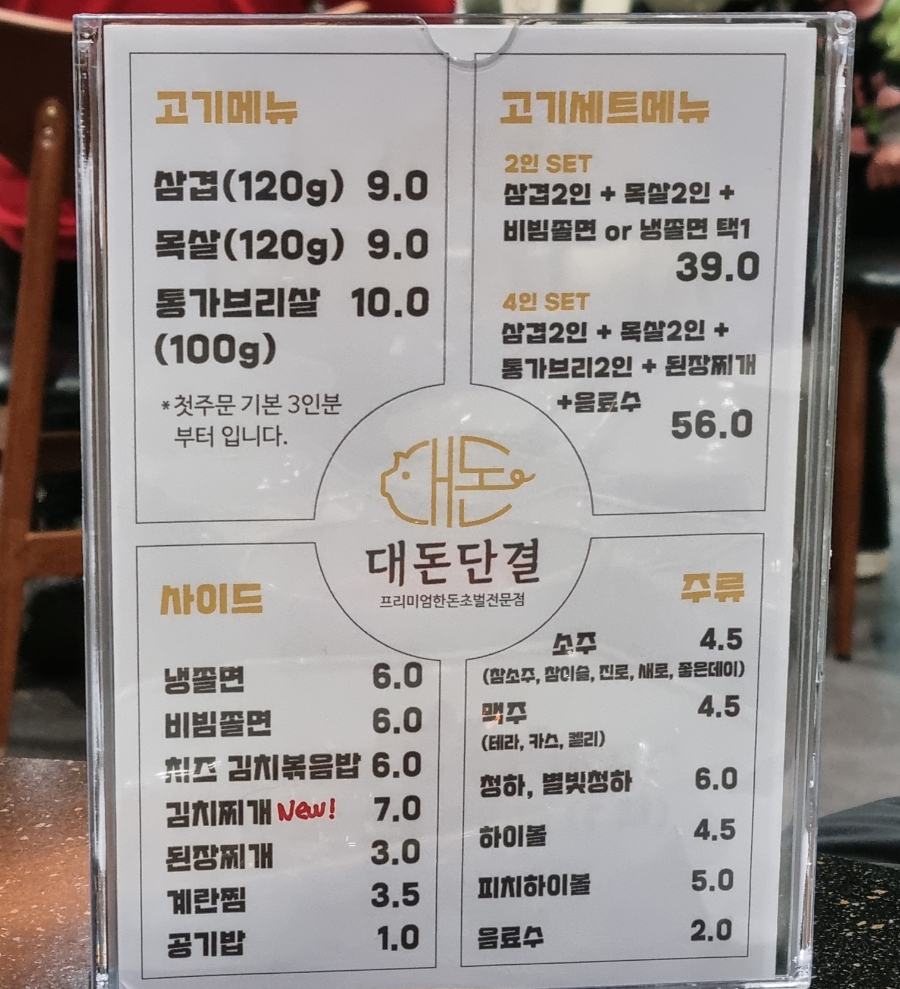 고기메뉴
삼겹(120g) 9.0
목살(120g) 9.0
통가브리살 10.0
(100g)
*첫주문 기본 3인분
부터 입니다.
고기세트메뉴
2인 SET
삼겹2인 + 목살2인 +
비빔쫄면 or 냉쫄면 택1
39.0
4인 SET
삼겹2인 + 목살2인 +
통가브리2인 + 된장찌개
+음료수
56.0
대돈
대돈단결
프리미엄한돈초벌전문점
사이드
냉쫄면 6.0
비빔쫄면 6.0
치즈 김치볶음밥 6.0
김치찌개 New! 7.0
된장찌개 3.0
계란찜 3.5
공기밥 1.0
주류
소주 4.5
(참소주, 참이슬, 진로, 새로, 좋은데이)
맥주 4.5
(테라, 카스, 켈리)
청하, 별빛청하 6.0
하이볼 4.5
피치하이볼 5.0
음료수 2.0